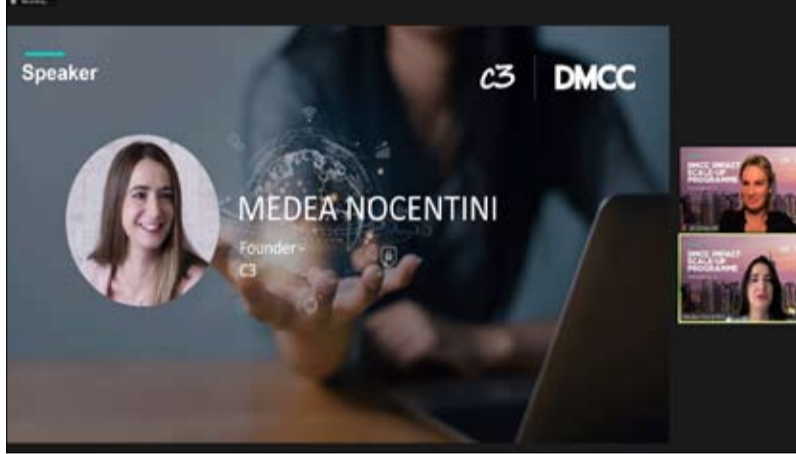 Speaker
c3
DMCC
MEDEA NOCENTINI
Founder -
C3
DMCC IMPACT
SCALE-UP
PROGRAMME
DMCC IMPACT
SCALE-UP
PROGRAMME